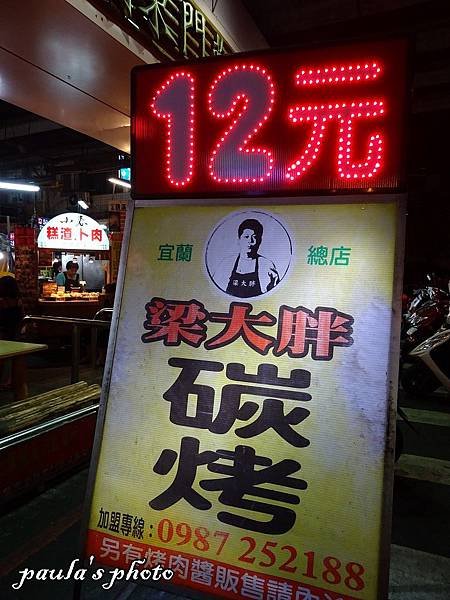 12元
宜蘭 總店
梁大胖
梁大胖
碳
烤
加盟專線:0987 252188
另有烤肉醬販售請內洽
糕渣.卜肉
paula's photo